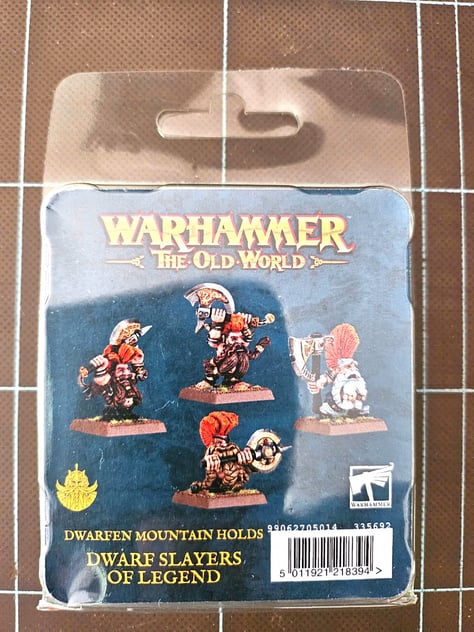 WARHAMMER
THE • OLD • WORLD
WARHAMMER
DWARFEN MOUNTAIN HOLDS
99062705014 335692
DWARF SLAYERS
OF LEGEND
5 011921 218394 >